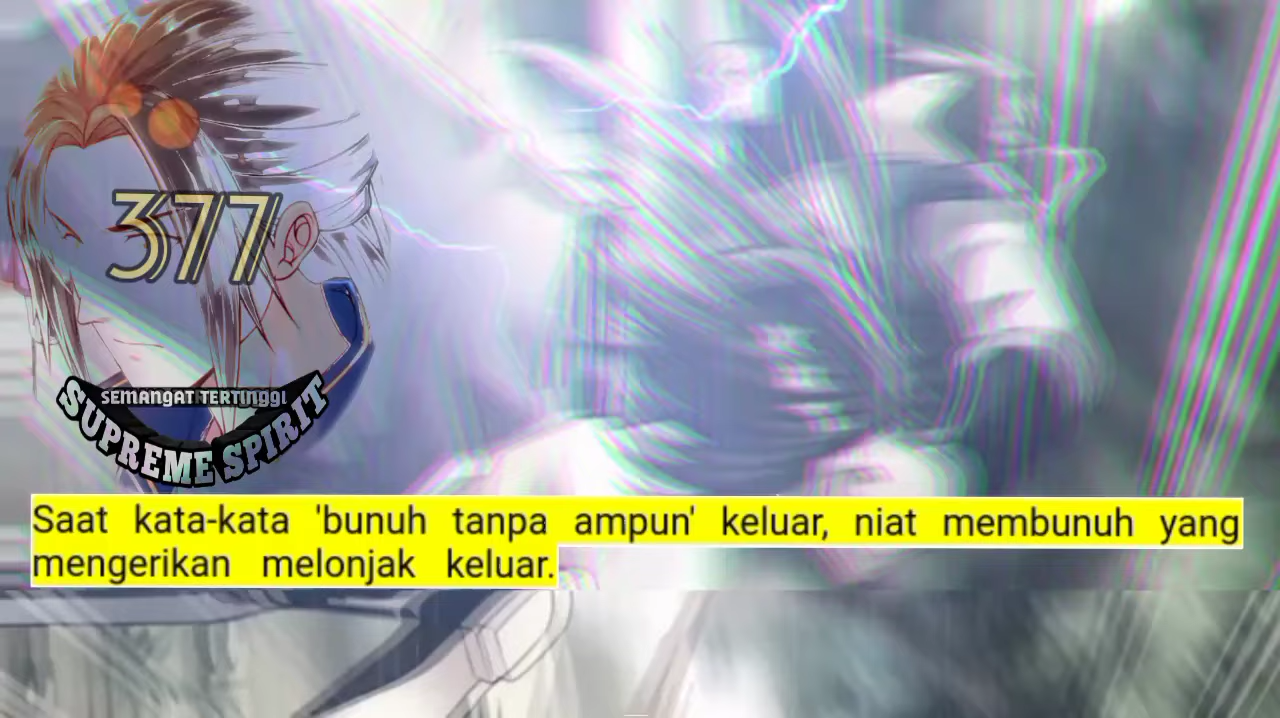 377
SEMANGAT TERTINGGI
SUPREME SPIRIT
Saat kata-kata 'bunuh tanpa ampun' keluar, niat membunuh yang
mengerikan melonjak keluar.